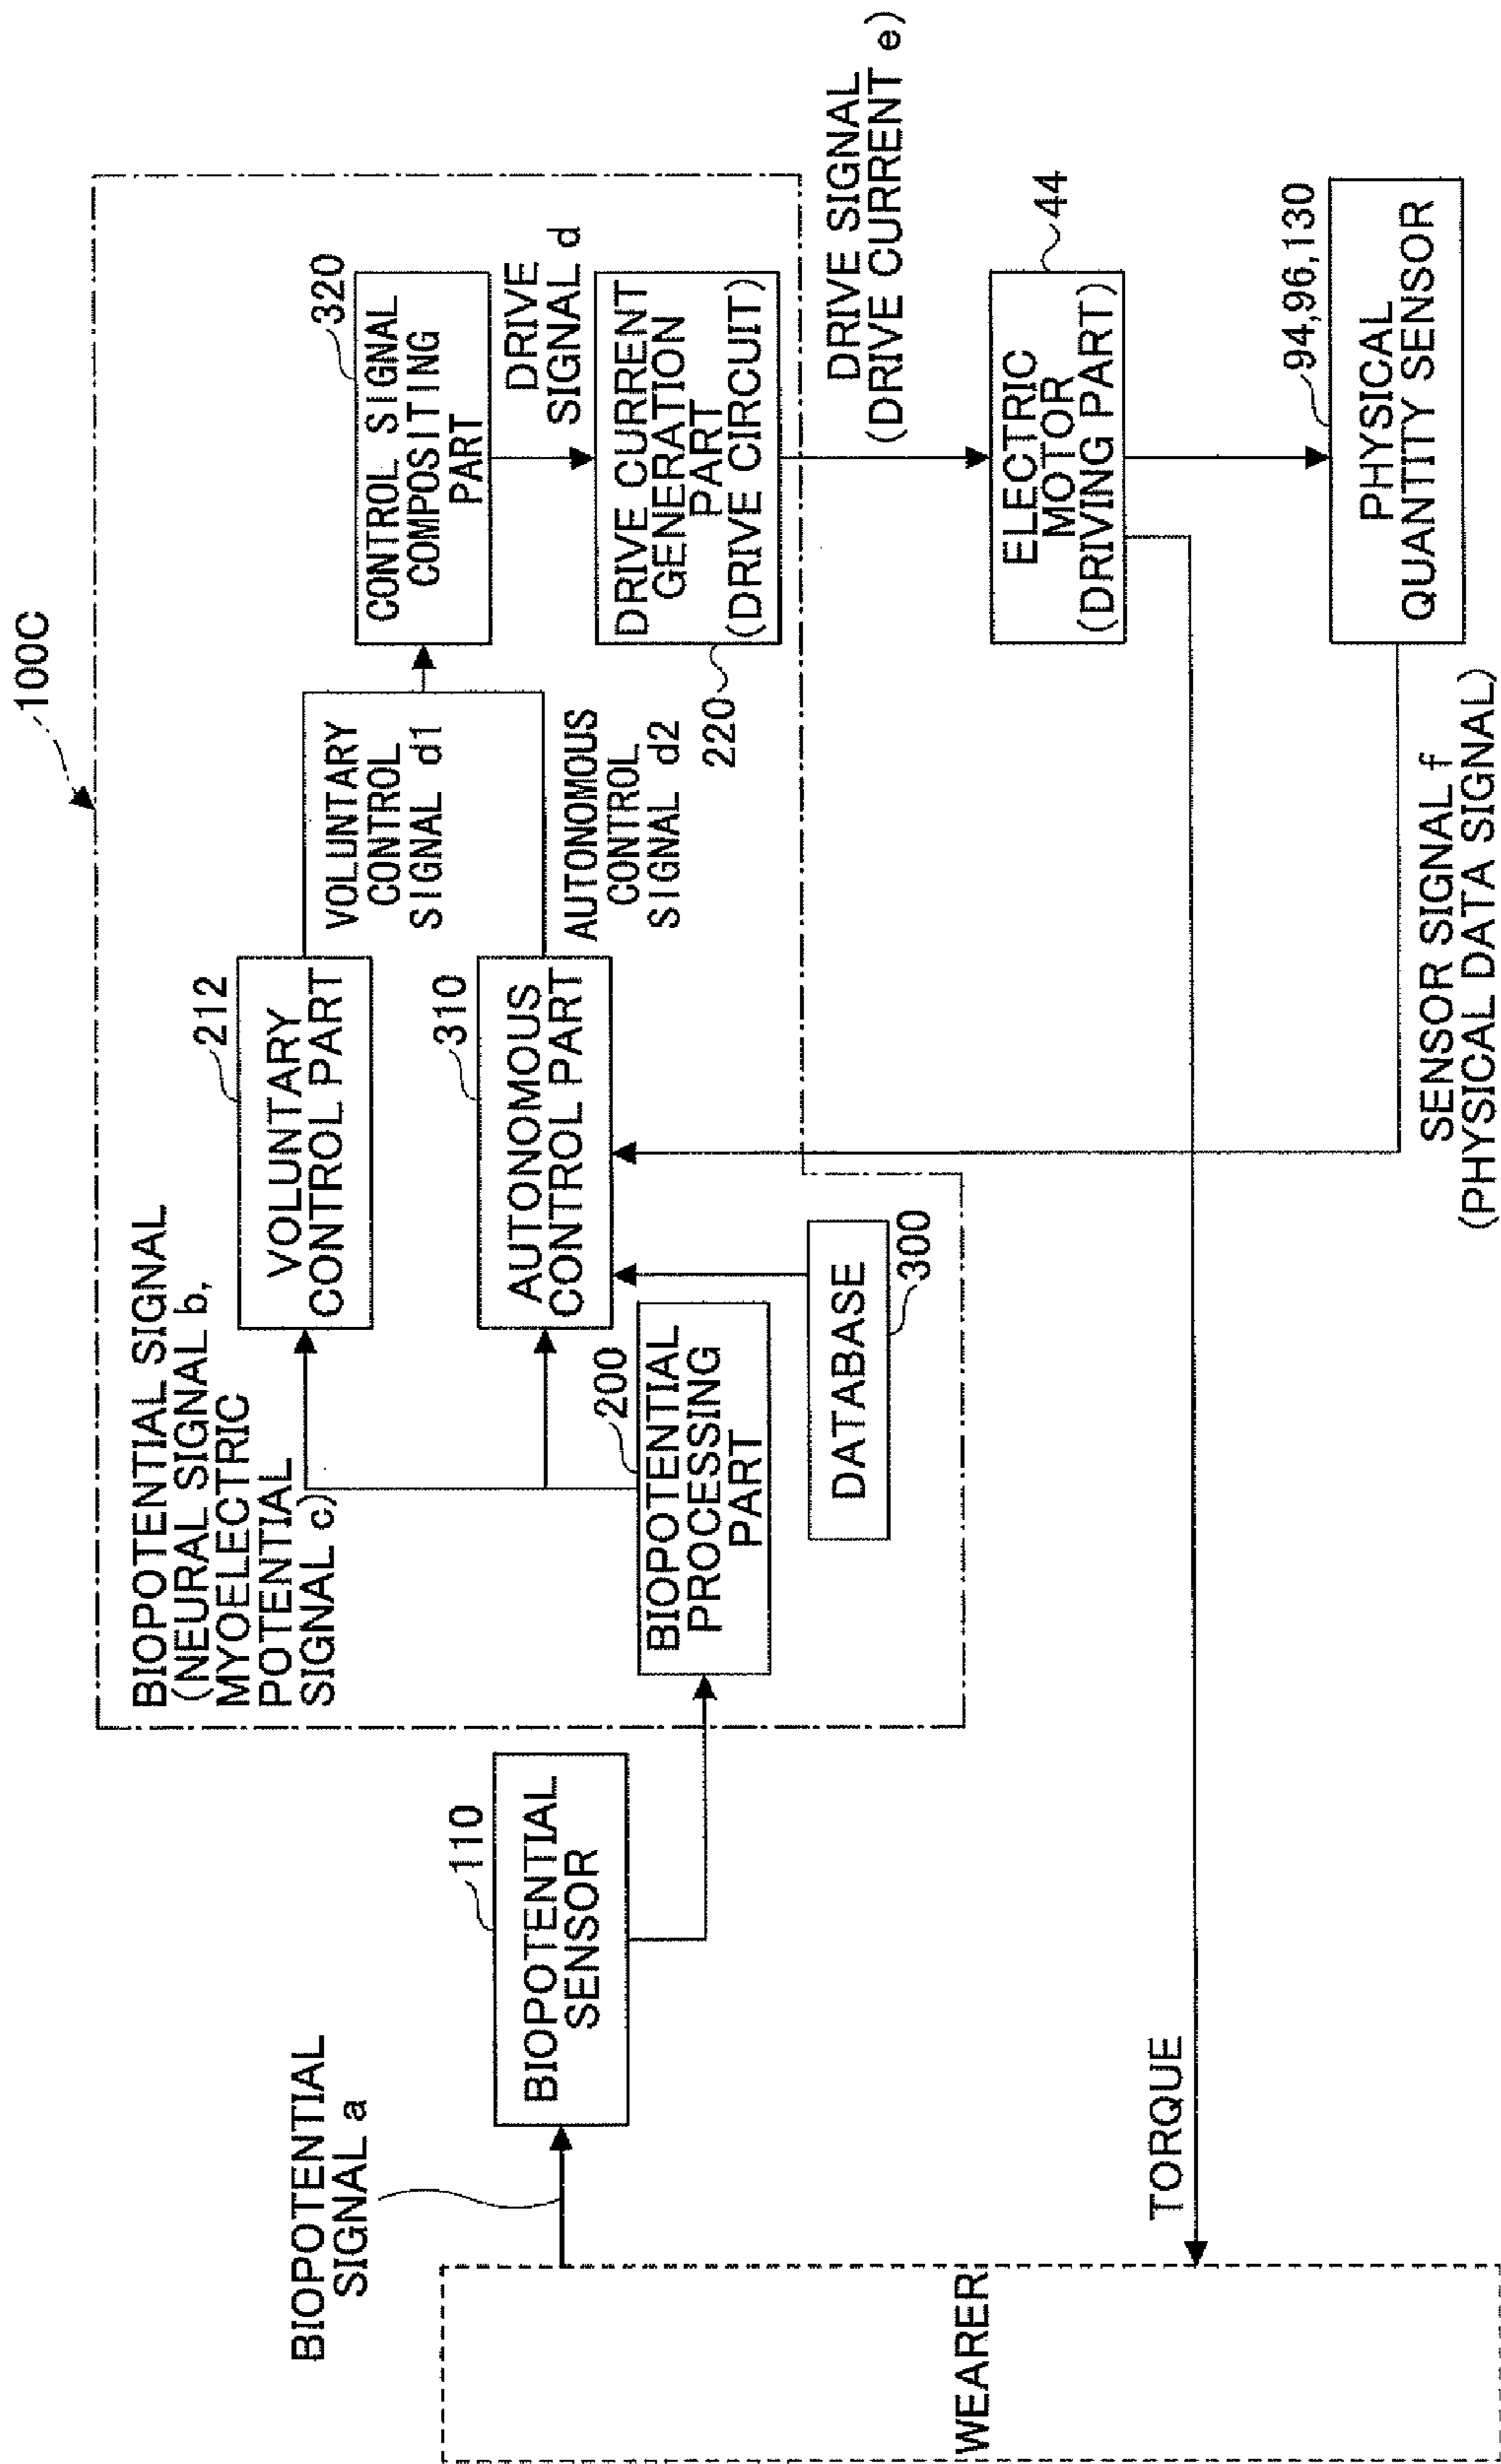 100C
BIOPOTENTIAL SIGNAL
(NEURAL SIGNAL b,
MYOELECTRIC
POTENTIAL
SIGNAL c)
212
VOLUNTARY
CONTROL PART
VOLUNTARY
CONTROL
SIGNAL d1
320
CONTROL SIGNAL
COMPOSITING
PART
BIOPOTENTIAL
SIGNAL a
110
BIOPOTENTIAL
SENSOR
310
AUTONOMOUS
CONTROL PART
AUTONOMOUS
CONTROL
SIGNAL d2
DRIVE
SIGNAL d
200
BIOPOTENTIAL
PROCESSING
PART
220
DRIVE CURRENT
GENERATION
PART
(DRIVE CIRCUIT)
DATABASE
300
DRIVE SIGNAL
(DRIVE CURRENT e)
WEARER
44
ELECTRIC
MOTOR
(DRIVING PART)
TORQUE
94,96,130
PHYSICAL
QUANTITY SENSOR
SENSOR SIGNAL f
(PHYSICAL DATA SIGNAL)